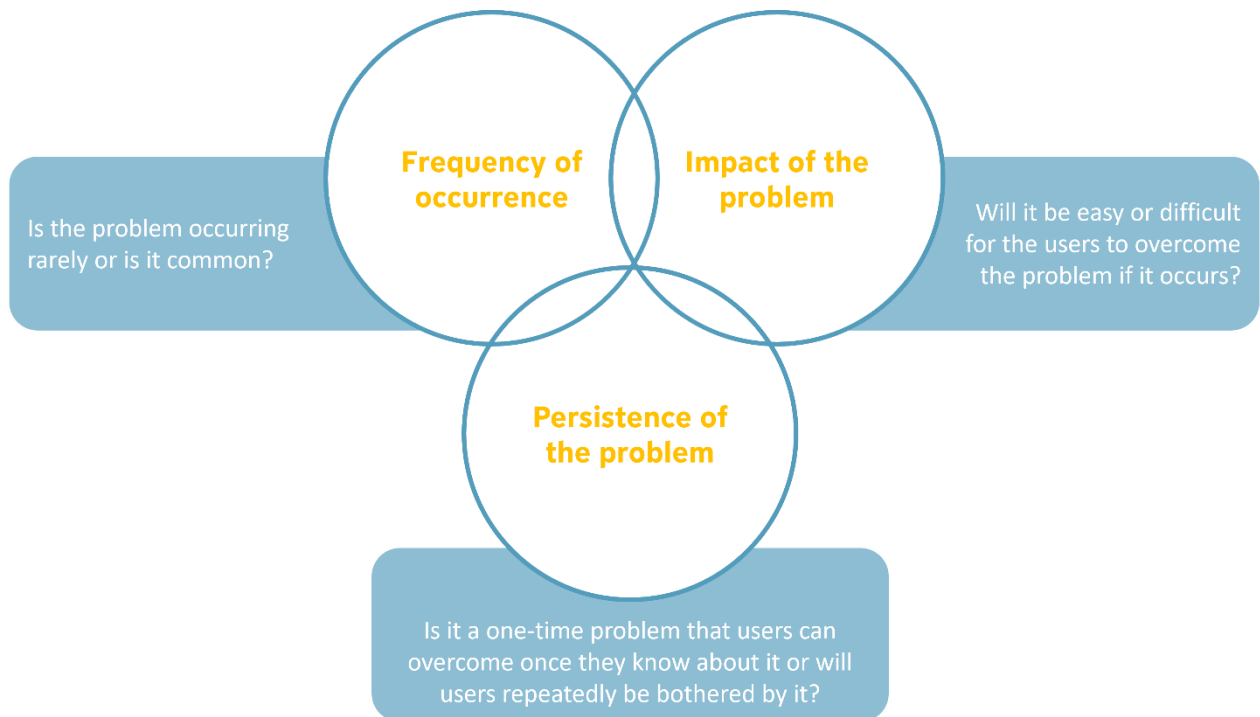 Frequency of
occurrence
Impact of the
problem
Is the problem occurring
rarely or is it common?
Will it be easy or difficult
for the users to overcome
the problem if it occurs?
Persistence of
the problem
Is it a one-time problem that users can
overcome once they know about it or will
users repeatedly be bothered by it?